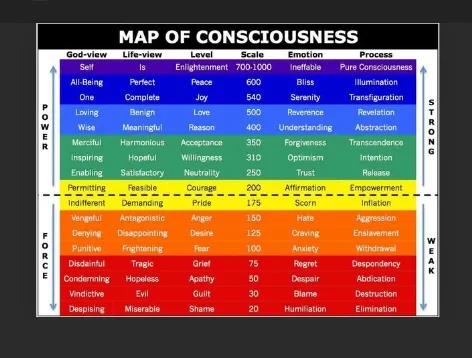 MAP OF CONSCIOUSNESS
God-view Life-view Level Scale Emotion Process
Self Is Enlightenment 700-1000 Ineffable Pure Consciousness
All-Being Perfect Peace 600 Bliss Illumination
One Complete Joy 540 Serenity Transfiguration
Loving Benign Love 500 Reverence Revelation
Wise Meaningful Reason 400 Understanding Abstraction
Merciful Harmonious Acceptance 350 Forgiveness Transcendence
Inspiring Hopeful Willingness 310 Optimism Intention
Enabling Satisfactory Neutrality 250 Trust Release
Permitting Feasible Courage 200 Affirmation Empowerment
Indifferent Demanding Pride 175 Scorn Inflation
Vengeful Antagonistic Anger 150 Hate Aggression
Denying Disappointing Desire 125 Craving Enslavement
Punitive Frightening Fear 100 Anxiety Withdrawal
Disdainful Tragic Grief 75 Regret Despondency
Condemning Hopeless Apathy 50 Despair Abdication
Vindictive Evil Guilt 30 Blame Destruction
Despising Miserable Shame 20 Humiliation Elimination
POWER
FORCE
STRONG
WEAK